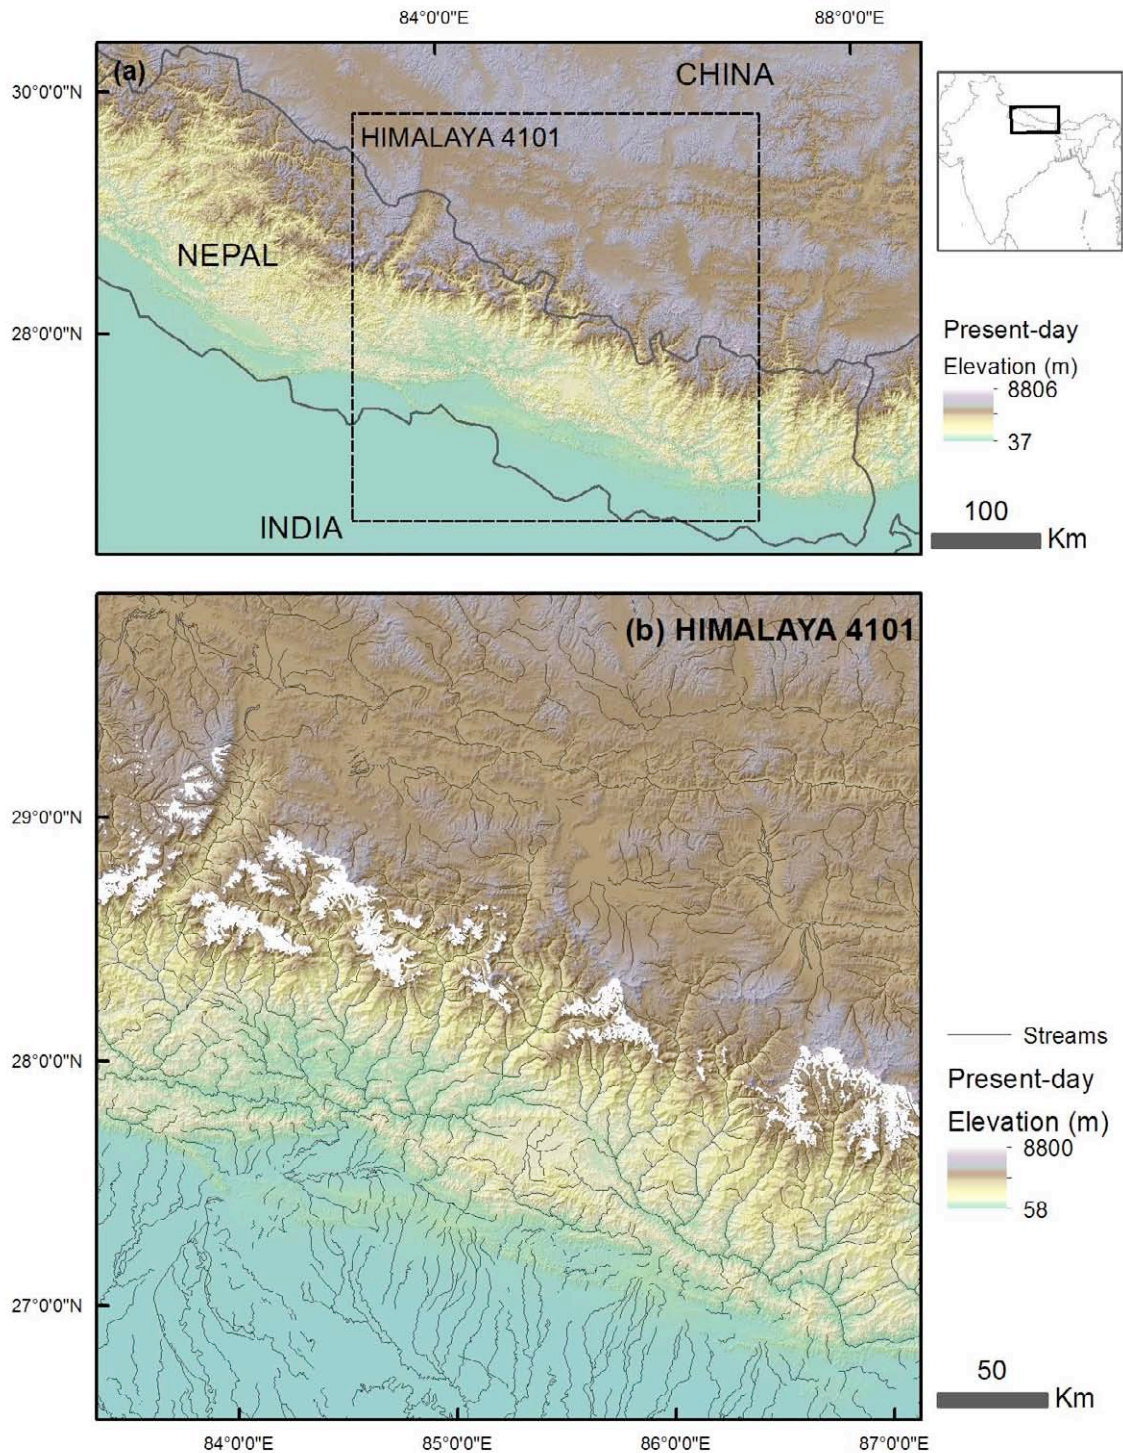 84°0'0"E
88°0'0"E
(a)
CHINA
30°0'0"N
HIMALAYA 4101
NEPAL
28°0'0"N
INDIA
Present-day
Elevation (m)
8806
37
100
Km
(b) HIMALAYA 4101
29°0'0"N
28°0'0"N
27°0'0"N
Streams
Present-day
Elevation (m)
8800
58
50
Km
84°0'0"E
85°0'0"E
86°0'0"E
87°0'0"E